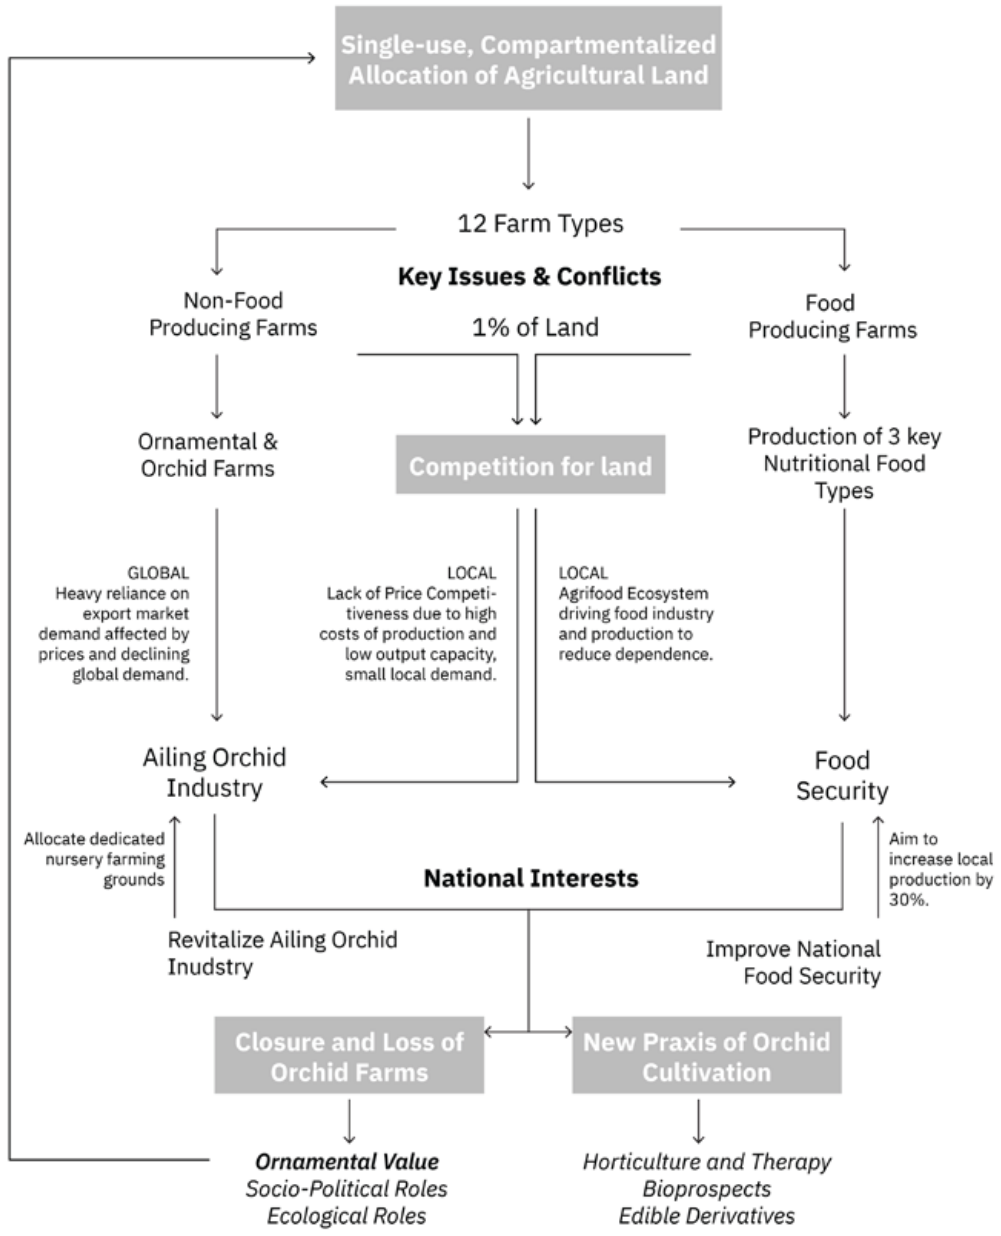 Single-use, Compartmentalized
Allocation of Agricultural Land
12 Farm Types
Key Issues & Conflicts
Non-Food
Producing Farms
1% of Land
Food
Producing Farms
Ornamental &
Orchid Farms
Competition for land
Production of 3 key
Nutritional Food
Types
GLOBAL
Heavy reliance on
export market
demand affected by
prices and declining
global demand.
LOCAL
Lack of Price Competi-
tiveness due to high
costs of production and
low output capacity,
small local demand.
LOCAL
Agrifood Ecosystem
driving food industry
and production to
reduce dependence.
Ailing Orchid
Industry
Food
Security
Allocate dedicated
nursery farming
grounds
National Interests
Aim to
increase local
production by
30%.
Revitalize Ailing Orchid
Inudstry
Improve National
Food Security
Closure and Loss of
Orchid Farms
New Praxis of Orchid
Cultivation
Ornamental Value
Socio-Political Roles
Ecological Roles
Horticulture and Therapy
Bioprospects
Edible Derivatives